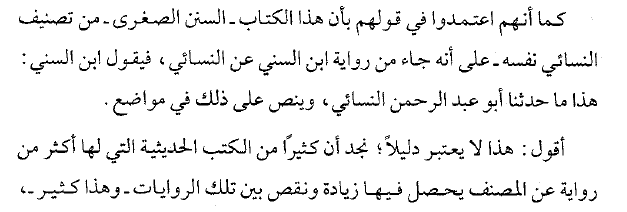 كما أنهم اعتمدوا في قولهم بأن هذا الكتاب ـ السنن الصغرى ـ من تصنيف
النسائي نفسه ـ على أنه جاء من رواية ابن السني عن النسائي، فيقول ابن السني :
هذا ما حدثنا أبو عبد الرحمن النسائي، وينص على ذلك في مواضع .
أقول : هذا لا يعتبر دليلاً؛ نجد أن كثيرًا من الكتب الحديثية التي لها أكثر من
رواية عن المصنف يحصل فيها زيادة ونقص بين تلك الروايات ـ وهذا كثير ـ،